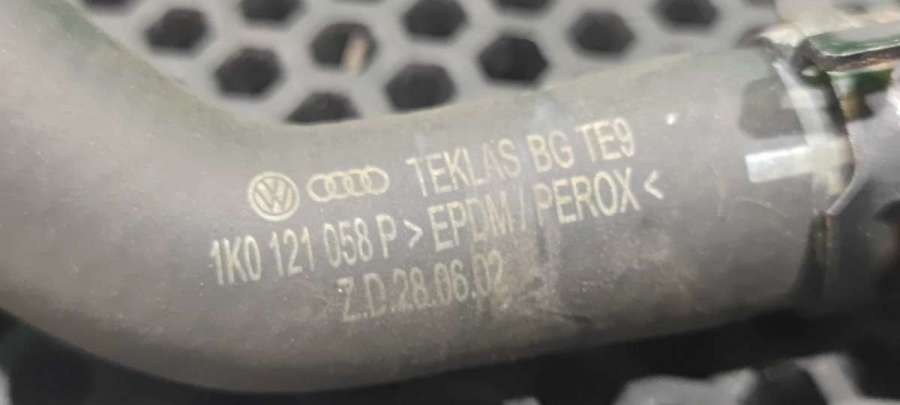 TEKLAS BG TE9
1K0 121 058 P >EPDM / PEROX<
Z.D.28.06.02